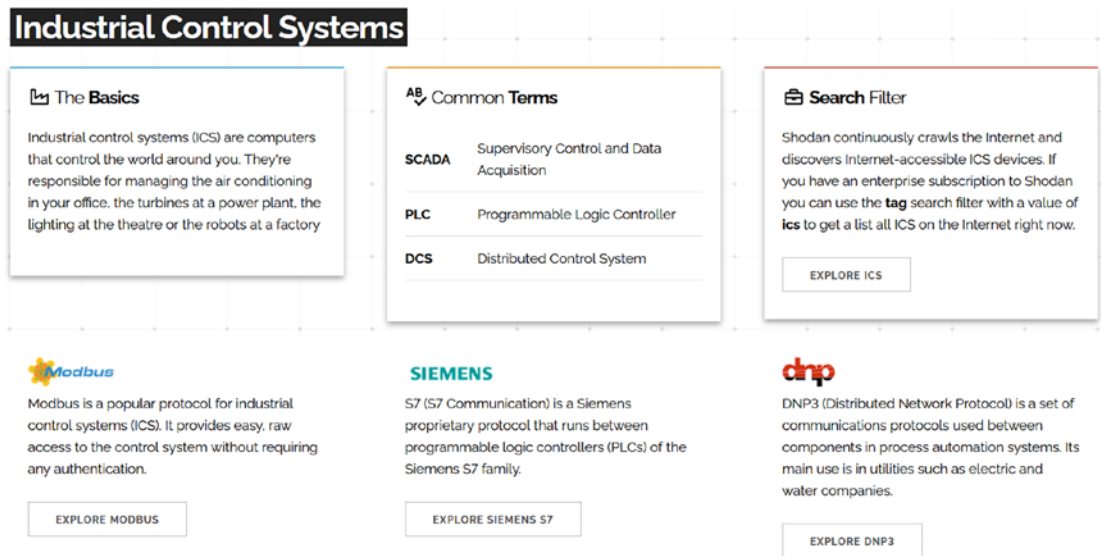 Industrial Control Systems
The Basics
Industrial control systems (ICS) are computers
that control the world around you. They're
responsible for managing the air conditioning
in your office, the turbines at a power plant, the
lighting at the theatre or the robots at a factory
AB Common Terms
SCADA Supervisory Control and Data
Acquisition
PLC Programmable Logic Controller
DCS Distributed Control System
Search Filter
Shodan continuously crawls the Internet and
discovers Internet-accessible ICS devices. If
you have an enterprise subscription to Shodan
you can use the tag search filter with a value of
ics to get a list all ICS on the Internet right now.
EXPLORE ICS
Modbus
Modbus is a popular protocol for industrial
control systems (ICS). It provides easy, raw
access to the control system without requiring
any authentication.
EXPLORE MODBUS
SIEMENS
S7 (S7 Communication) is a Siemens
proprietary protocol that runs between
programmable logic controllers (PLCs) of the
Siemens S7 family.
EXPLORE SIEMENS S7
dnp
DNP3 (Distributed Network Protocol) is a set of
communications protocols used between
components in process automation systems. Its
main use is in utilities such as electric and
water companies.
EXPLORE DNP3